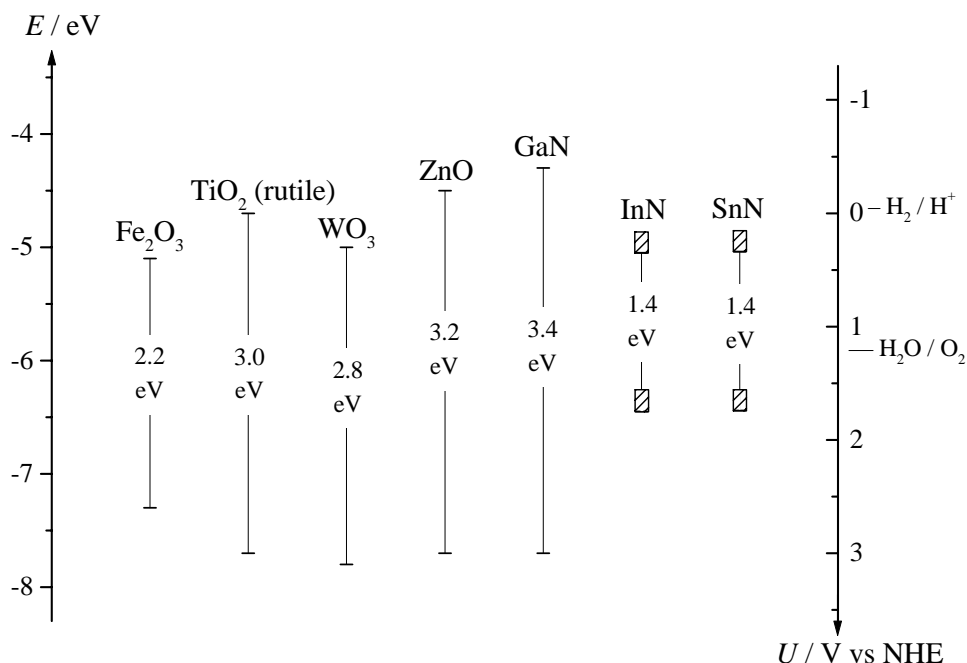 E / eV
-4
-5
-6
-7
-8
Fe₂O₃
2.2
eV
TiO₂ (rutile)
3.0
eV
WO₃
2.8
eV
ZnO
3.2
eV
GaN
3.4
eV
InN
1.4
eV
SnN
1.4
eV
-1
0 – H₂ / H⁺
1
— H₂O / O₂
2
3
U / V vs NHE